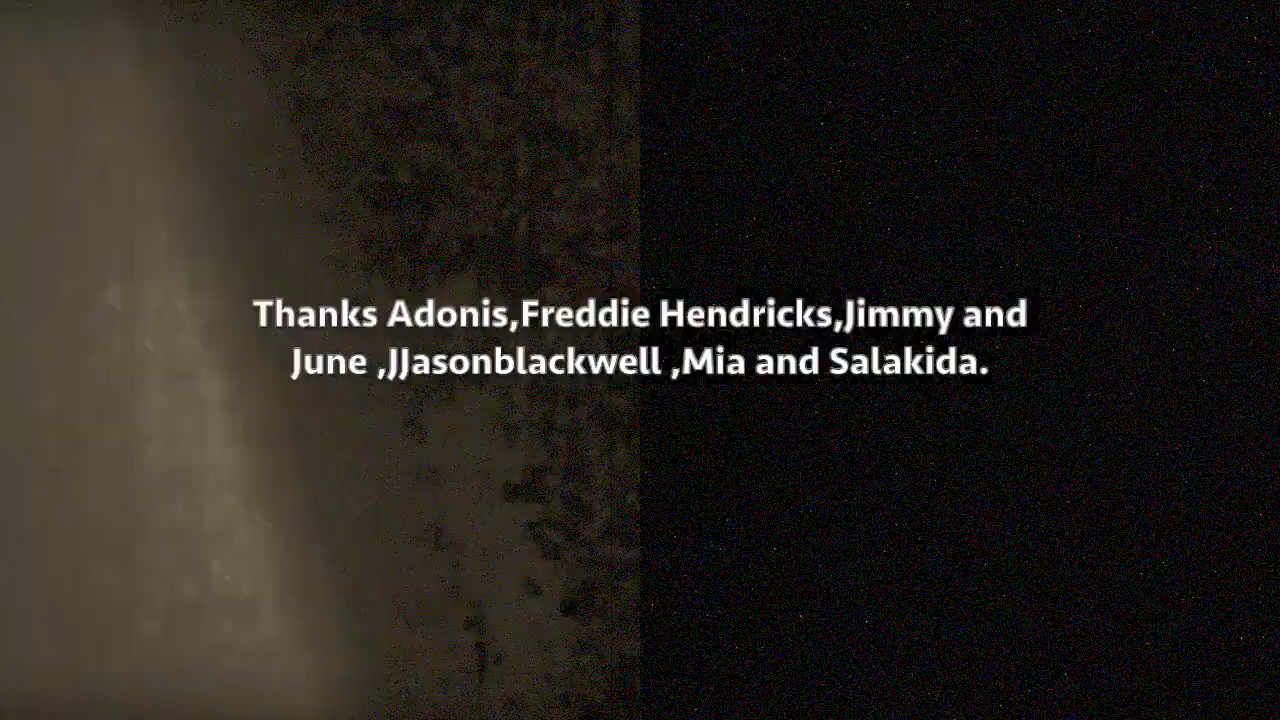 Thanks Adonis,Freddie Hendricks,Jimmy and
June ,JJasonblackwell ,Mia and Salakida.